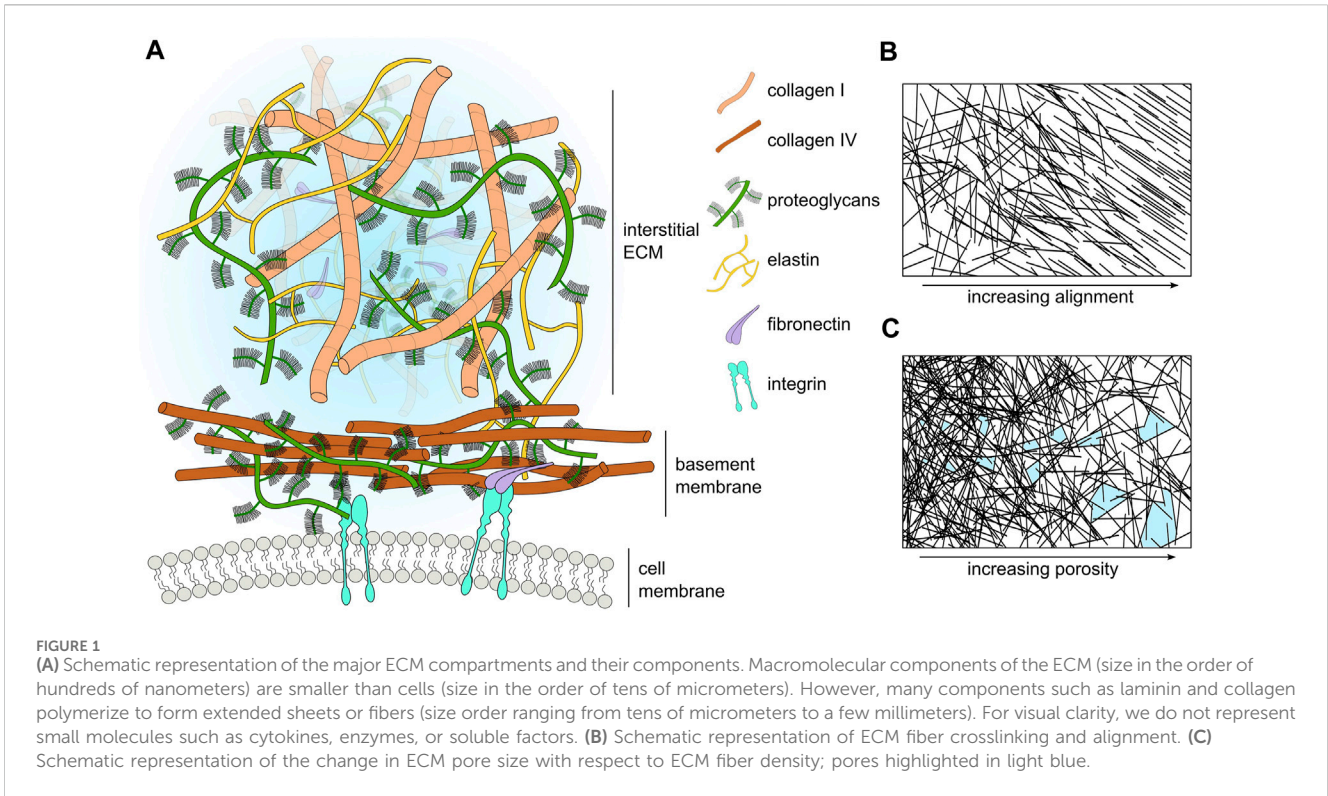 A
interstitial
ECM
basement
membrane
cell
membrane
collagen I
collagen IV
proteoglycans
elastin
fibronectin
integrin
B
increasing alignment
C
increasing porosity
FIGURE 1
(A) Schematic representation of the major ECM compartments and their components. Macromolecular components of the ECM (size in the order of
hundreds of nanometers) are smaller than cells (size in the order of tens of micrometers). However, many components such as laminin and collagen
polymerize to form extended sheets or fibers (size order ranging from tens of micrometers to a few millimeters). For visual clarity, we do not represent
small molecules such as cytokines, enzymes, or soluble factors. (B) Schematic representation of ECM fiber crosslinking and alignment. (C)
Schematic representation of the change in ECM pore size with respect to ECM fiber density; pores highlighted in light blue.